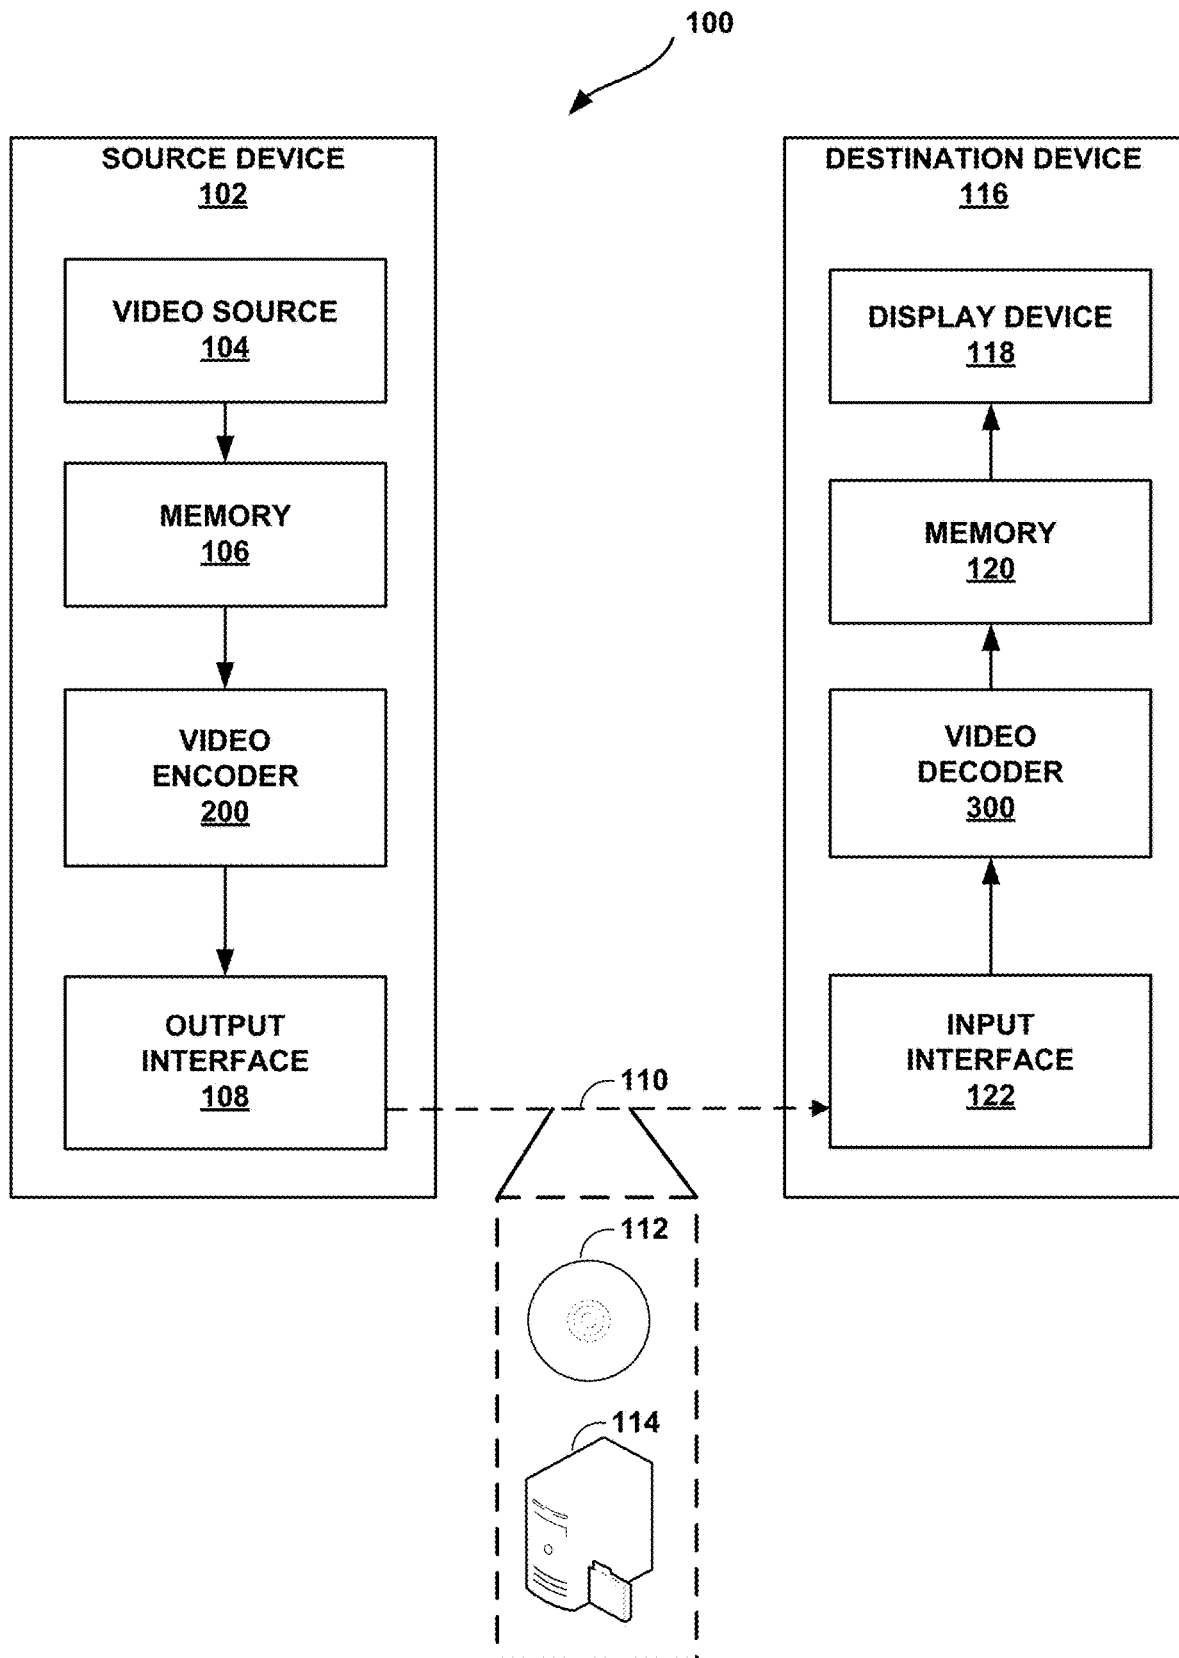 100
SOURCE DEVICE
102
VIDEO SOURCE
104
MEMORY
106
VIDEO
ENCODER
200
OUTPUT
INTERFACE
108
DESTINATION DEVICE
116
DISPLAY DEVICE
118
MEMORY
120
VIDEO
DECODER
300
INPUT
INTERFACE
122
110
112
114